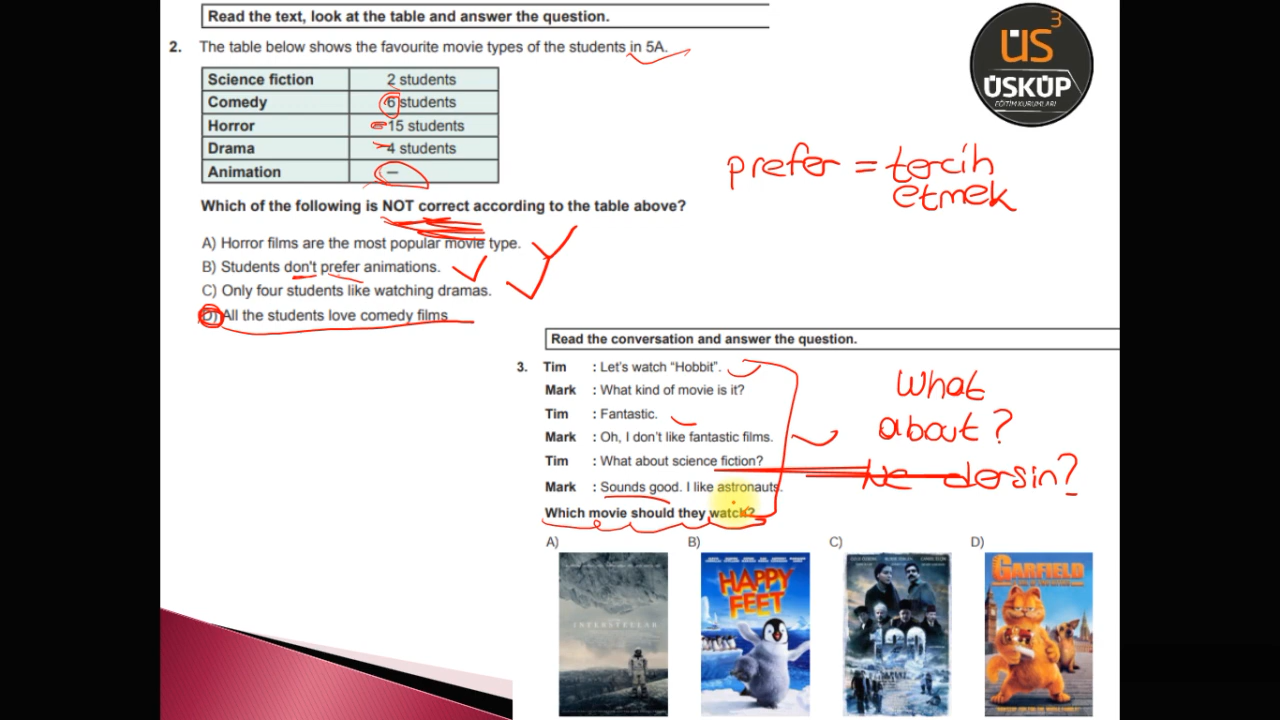 Read the text, look at the table and answer the question.
2. The table below shows the favourite movie types of the students in 5A.
Science fiction 2 students
Comedy 6 students
Horror 15 students
Drama 4 students
Animation –
Which of the following is NOT correct according to the table above?
A) Horror films are the most popular movie type.
B) Students don't prefer animations.
C) Only four students like watching dramas.
D) All the students love comedy films
3
ÜS
ÜSKÜP
EĞİTİM KURUMLARI
prefer = tercih
etmek
Read the conversation and answer the question.
3. Tim : Let's watch “Hobbit”.
Mark : What kind of movie is it?
Tim : Fantastic.
Mark : Oh, I don't like fantastic films.
Tim : What about science fiction?
Mark : Sounds good. I like astronauts.
Which movie should they watch?
What
about?
Ne dersin?
A) B) C) D)
INTERSTELLAR
HAPPY
FEET
120
GARFIELD